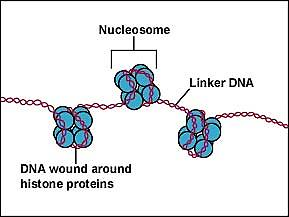 Nucleosome
Linker DNA
DNA wound around
histone proteins